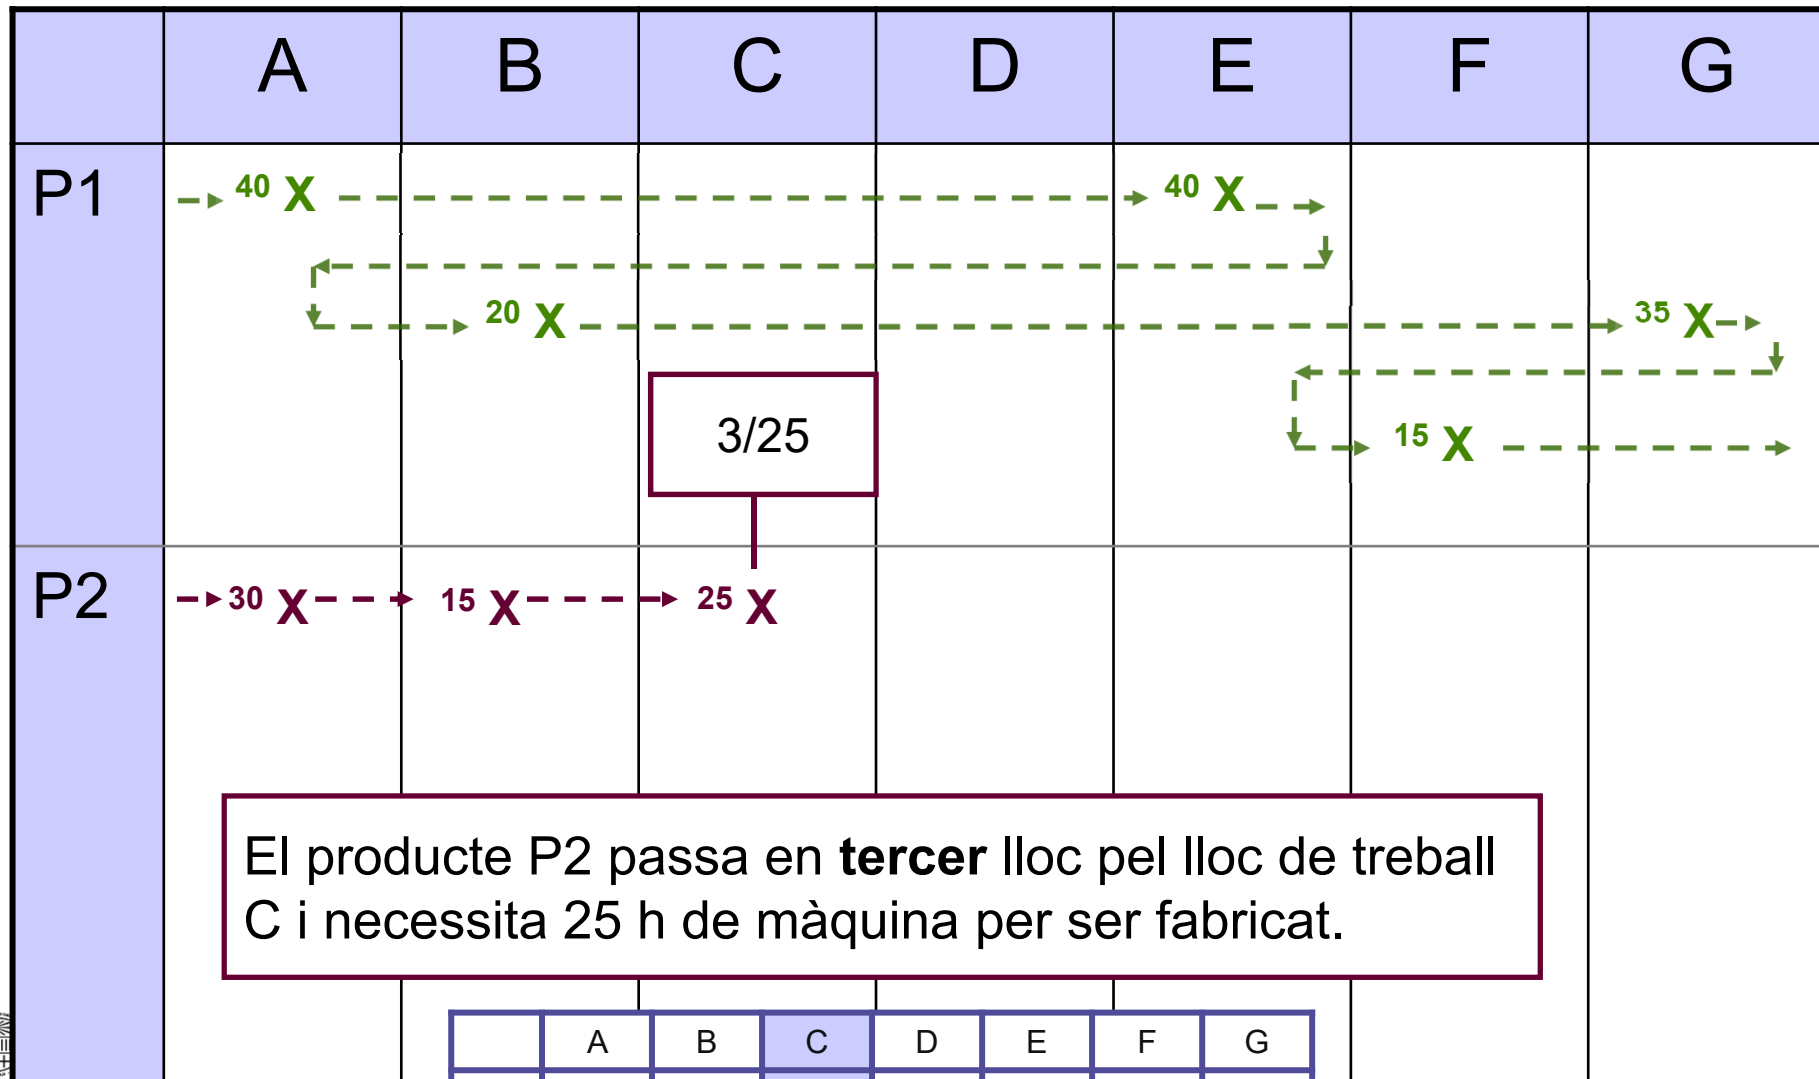 A B C D E F G
P1
40 X 40 X
20 X 35 X
3/25
15 X
P2
30 X 15 X 25 X
El producte P2 passa en tercer lloc pel lloc de treball
C i necessita 25 h de màquina per ser fabricat.
A B C D E F G